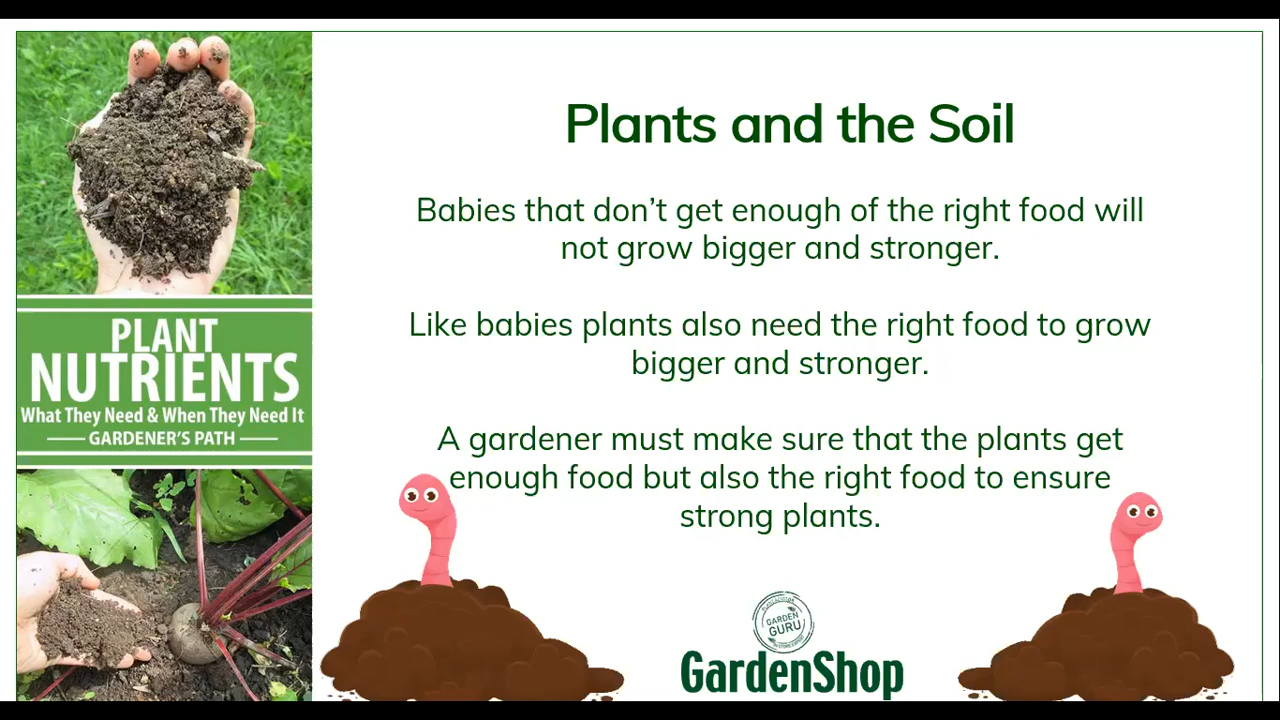 Plants and the Soil
Babies that don't get enough of the right food will
not grow bigger and stronger.
Like babies plants also need the right food to grow
bigger and stronger.
A gardener must make sure that the plants get
enough food but also the right food to ensure
strong plants.
PLANT
NUTRIENTS
What They Need & When They Need It
GARDENER'S PATH
GARDEN
GURU
GardenShop